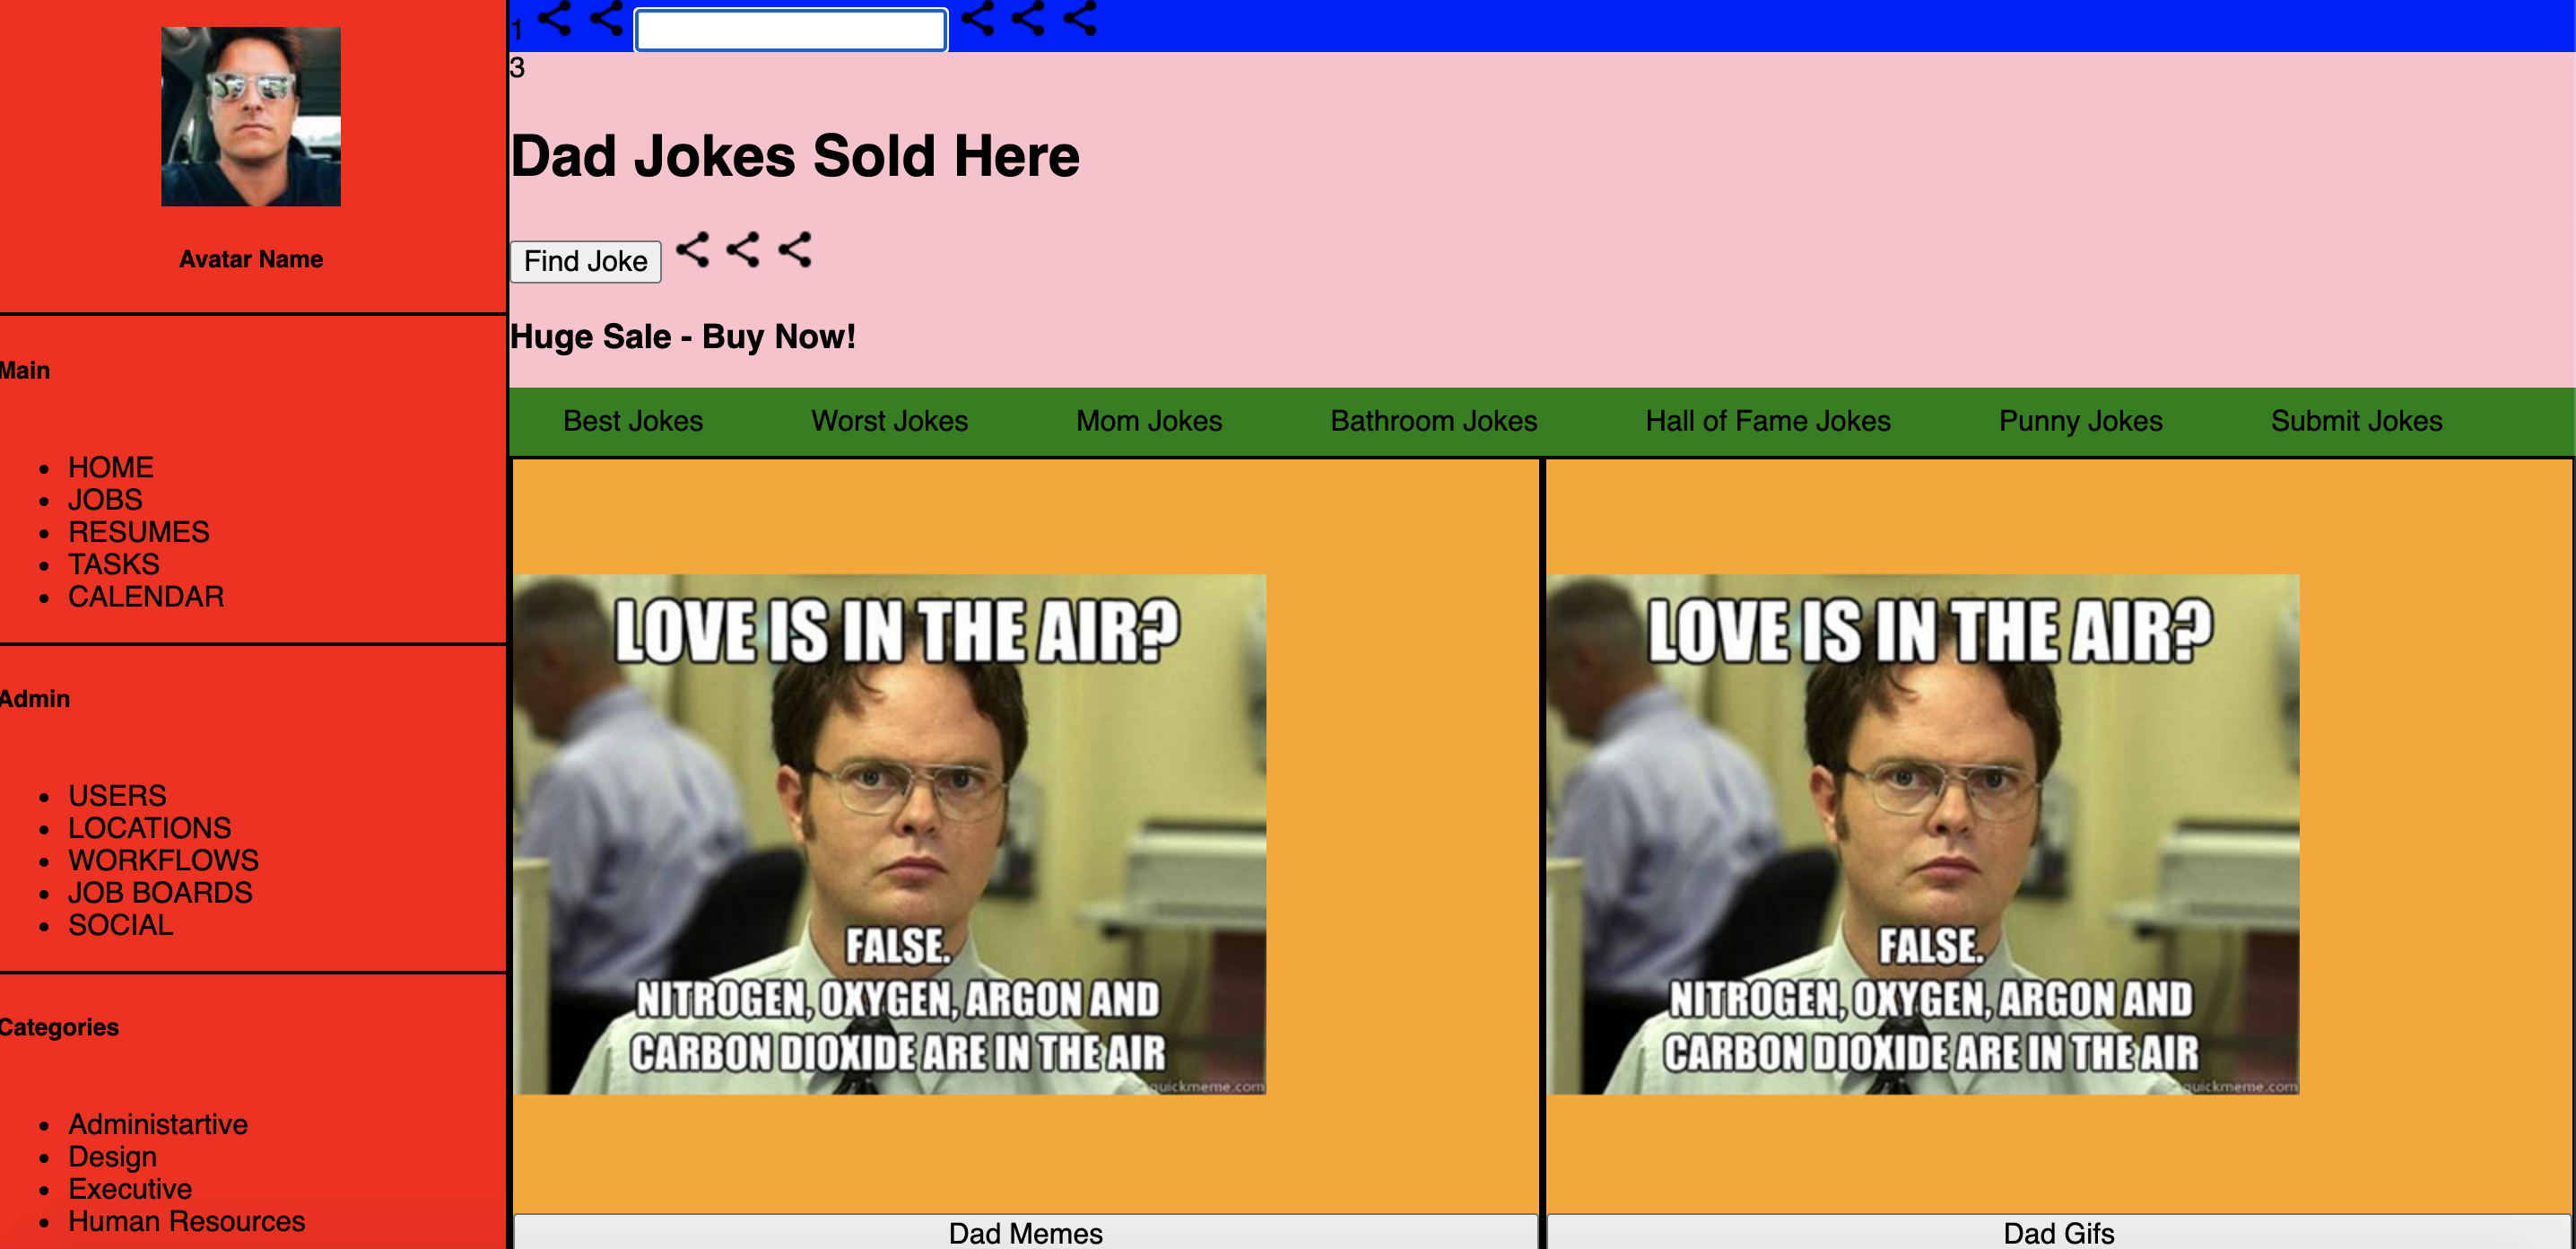 Avatar Name
Main
HOME
JOBS
RESUMES
TASKS
CALENDAR
Admin
USERS
LOCATIONS
WORKFLOWS
JOB BOARDS
SOCIAL
Categories
Administartive
Design
Executive
Human Resources
1
3
Dad Jokes Sold Here
Find Joke
Huge Sale - Buy Now!
Best Jokes Worst Jokes Mom Jokes Bathroom Jokes Hall of Fame Jokes Punny Jokes Submit Jokes
LOVE IS IN THE AIR?
FALSE.
NITROGEN, OXYGEN, ARGON AND
CARBON DIOXIDE ARE IN THE AIR
quickmeme.com
Dad Memes
LOVE IS IN THE AIR?
FALSE.
NITROGEN, OXYGEN, ARGON AND
CARBON DIOXIDE ARE IN THE AIR
quickmeme.com
Dad Gifs